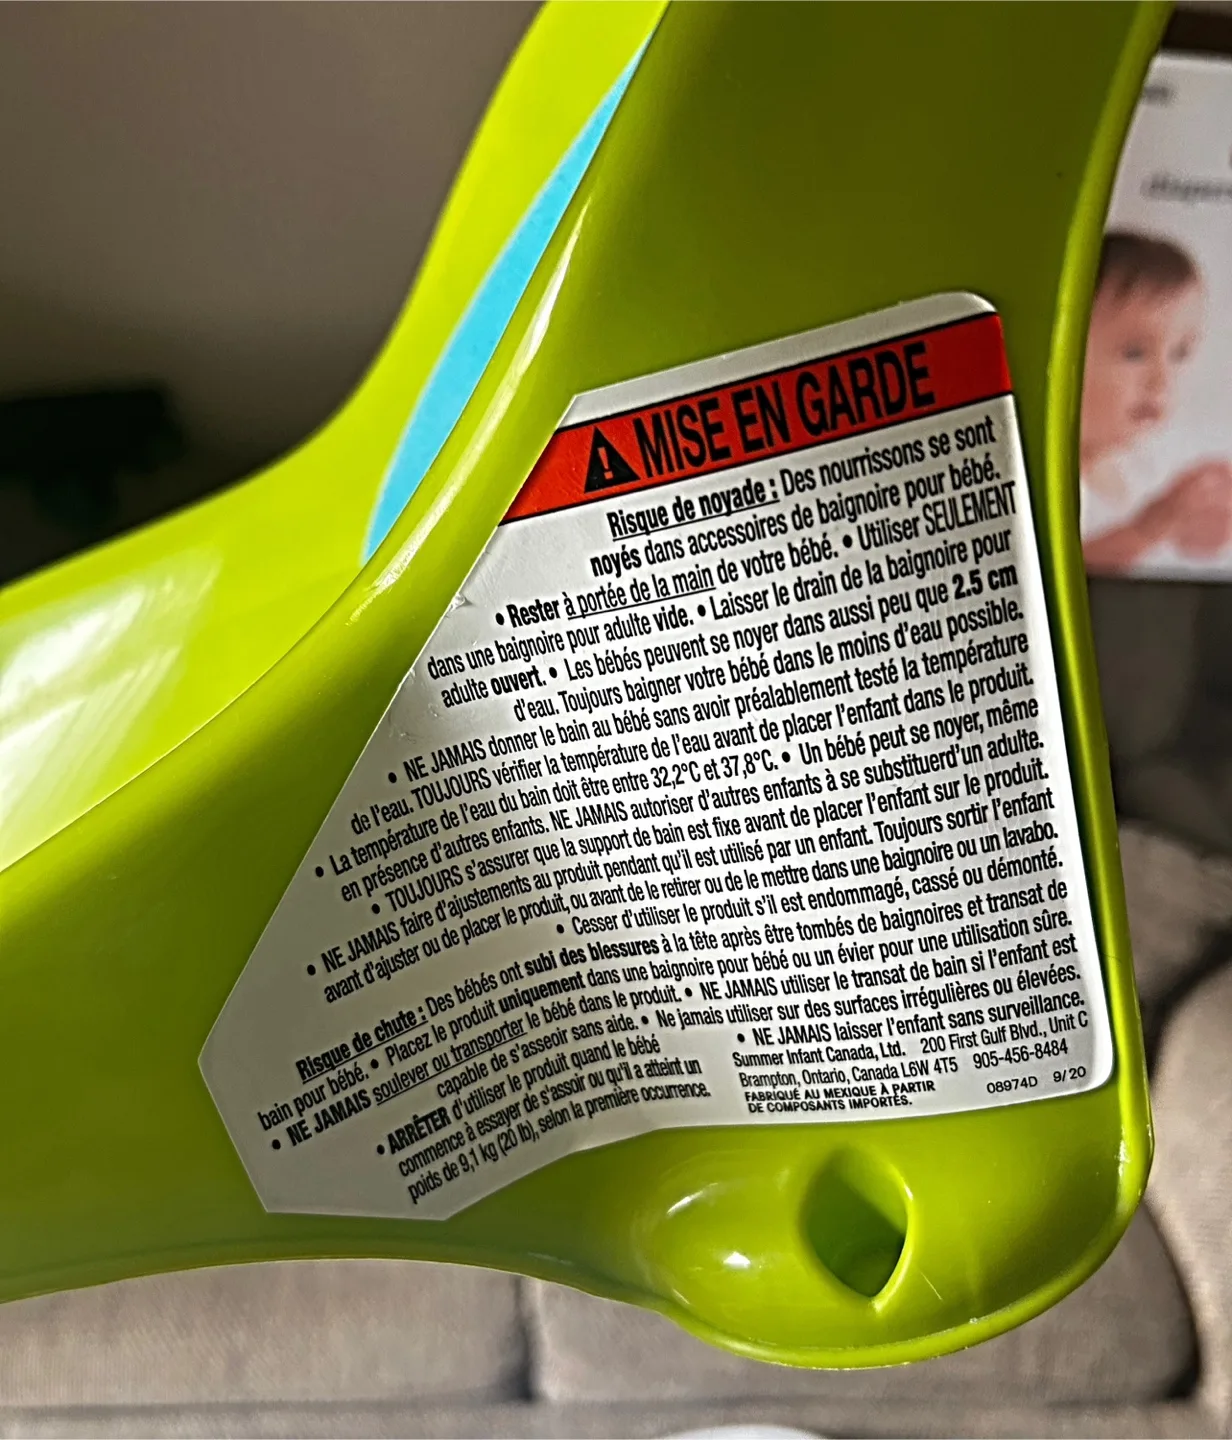 MISE EN GARDE
Risque de noyade : Des nourrissons se sont
noyés dans accessoires de baignoire pour bébé.
• Rester à portée de la main de votre bébé. • Utiliser SEULEMENT
dans une baignoire pour adulte vide. • Laisser le drain de la baignoire pour
adulte ouvert. • Les bébés peuvent se noyer dans aussi peu que 2.5 cm
d'eau. Toujours baigner votre bébé dans le moins d'eau possible.
• NE JAMAIS donner le bain au bébé sans avoir préalablement testé la température
de l'eau. TOUJOURS vérifier la température de l'eau avant de placer l'enfant dans le produit.
• La température de l'eau du bain doit être entre 32,2°C et 37,8°C. • Un bébé peut se noyer, même
en présence d'autres enfants. NE JAMAIS autoriser d'autres enfants à se substituerd'un adulte.
• TOUJOURS s'assurer que la support de bain est fixe avant de placer l'enfant sur le produit.
• NE JAMAIS faire d'ajustements au produit pendant qu'il est utilisé par un enfant. Toujours sortir l'enfant
avant d'ajuster ou de placer le produit, ou avant de le retirer ou de le mettre dans une baignoire ou un lavabo.
• Cesser d'utiliser le produit s'il est endommagé, cassé ou démonté.
Risque de chute : Des bébés ont subi des blessures à la tête après être tombés de baignoires et transat de
bain pour bébé. • Placez le produit uniquement dans une baignoire pour bébé ou un évier pour une utilisation sûre.
• NE JAMAIS soulever ou transporter le bébé dans le produit. • NE JAMAIS utiliser le transat de bain si l'enfant est
capable de s'asseoir sans aide. • Ne jamais utiliser sur des surfaces irrégulières ou élevées.
• ARRÊTER d'utiliser le produit quand le bébé
commence à essayer de s'assoir ou qu'il a atteint un
poids de 9,1 kg (20 lb), selon la première occurrence.
• NE JAMAIS laisser l'enfant sans surveillance.
Summer Infant Canada, Ltd. 200 First Gulf Blvd., Unit C
Brampton, Ontario, Canada L6W 4T5 905-456-8484
FABRIQUÉ AU MEXIQUE À PARTIR
DE COMPOSANTS IMPORTÉS.
08974D 9/20